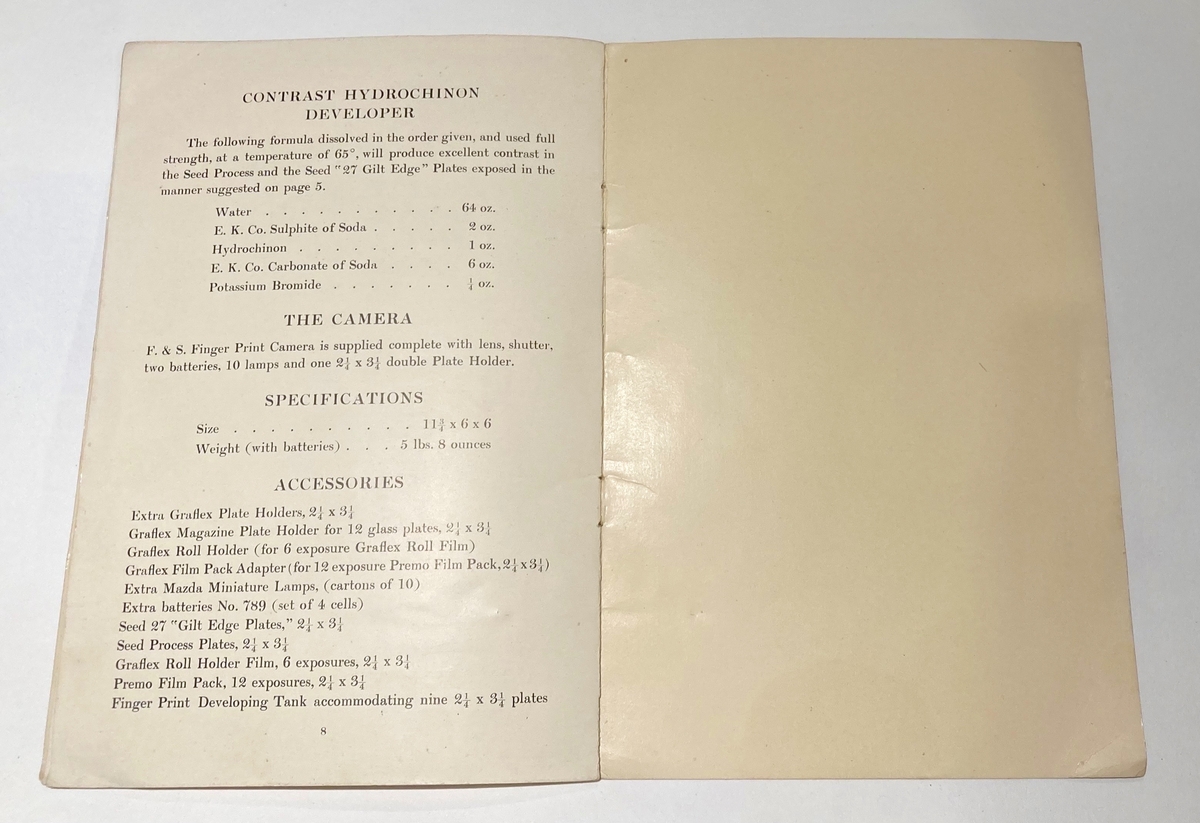 CONTRAST HYDROCHINON
DEVELOPER
The following formula dissolved in the order given, and used full
strength, at a temperature of 65°, will produce excellent contrast in
the Seed Process and the Seed "27 Gilt Edge" Plates exposed in the
manner suggested on page 5.
Water . . . . . . . . . . . 64 oz.
E. K. Co. Sulphite of Soda . . . . . 2 oz.
Hydrochinon . . . . . . . . . 1 oz.
E. K. Co. Carbonate of Soda . . . . 6 oz.
Potassium Bromide . . . . . . . ¼ oz.
THE CAMERA
F. & S. Finger Print Camera is supplied complete with lens, shutter,
two batteries, 10 lamps and one 2¼ x 3¼ double Plate Holder.
SPECIFICATIONS
Size . . . . . . . . . . 11¾ x 6 x 6
Weight (with batteries) . . . 5 lbs. 8 ounces
ACCESSORIES
Extra Graflex Plate Holders, 2¼ x 3¼
Graflex Magazine Plate Holder for 12 glass plates, 2¼ x 3¼
Graflex Roll Holder (for 6 exposure Graflex Roll Film)
Graflex Film Pack Adapter (for 12 exposure Premo Film Pack, 2¼ x 3¼)
Extra Mazda Miniature Lamps, (cartons of 10)
Extra batteries No. 789 (set of 4 cells)
Seed 27 "Gilt Edge Plates," 2¼ x 3¼
Seed Process Plates, 2¼ x 3¼
Graflex Roll Holder Film, 6 exposures, 2¼ x 3¼
Premo Film Pack, 12 exposures, 2¼ x 3¼
Finger Print Developing Tank accommodating nine 2¼ x 3¼ plates
8